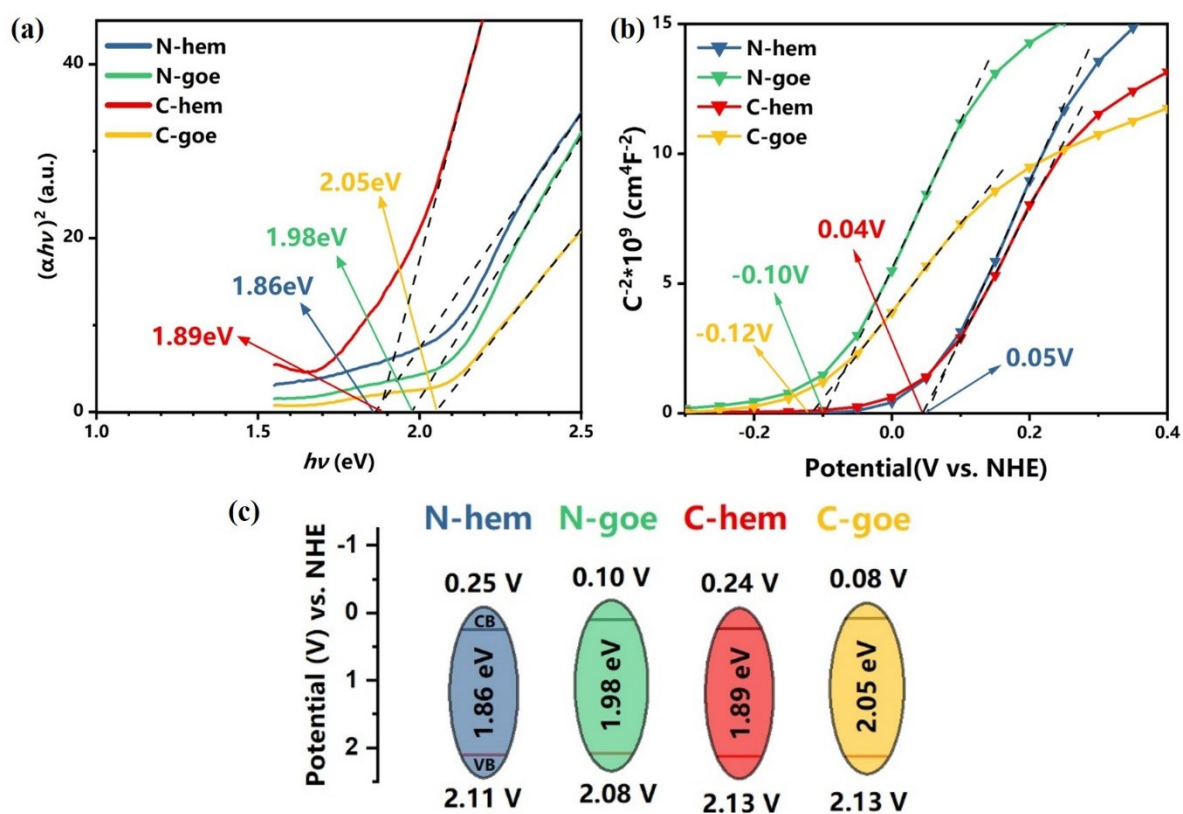 (a)
N-hem
N-goe
C-hem
C-goe
40
20
0
(αhν)² (a.u.)
2.05eV
1.98eV
1.86eV
1.89eV
1.0
1.5
2.0
2.5
hν (eV)
(b)
N-hem
N-goe
C-hem
C-goe
15
10
5
0
C⁻²*10⁹ (cm⁴F⁻²)
0.04V
-0.10V
-0.12V
0.05V
-0.2
0.0
0.2
0.4
Potential(V vs. NHE)
(c)
N-hem
N-goe
C-hem
C-goe
Potential (V) vs. NHE
-1
0
1
2
0.25 V
0.10 V
0.24 V
0.08 V
CB
1.86 eV
1.98 eV
1.89 eV
2.05 eV
VB
2.11 V
2.08 V
2.13 V
2.13 V